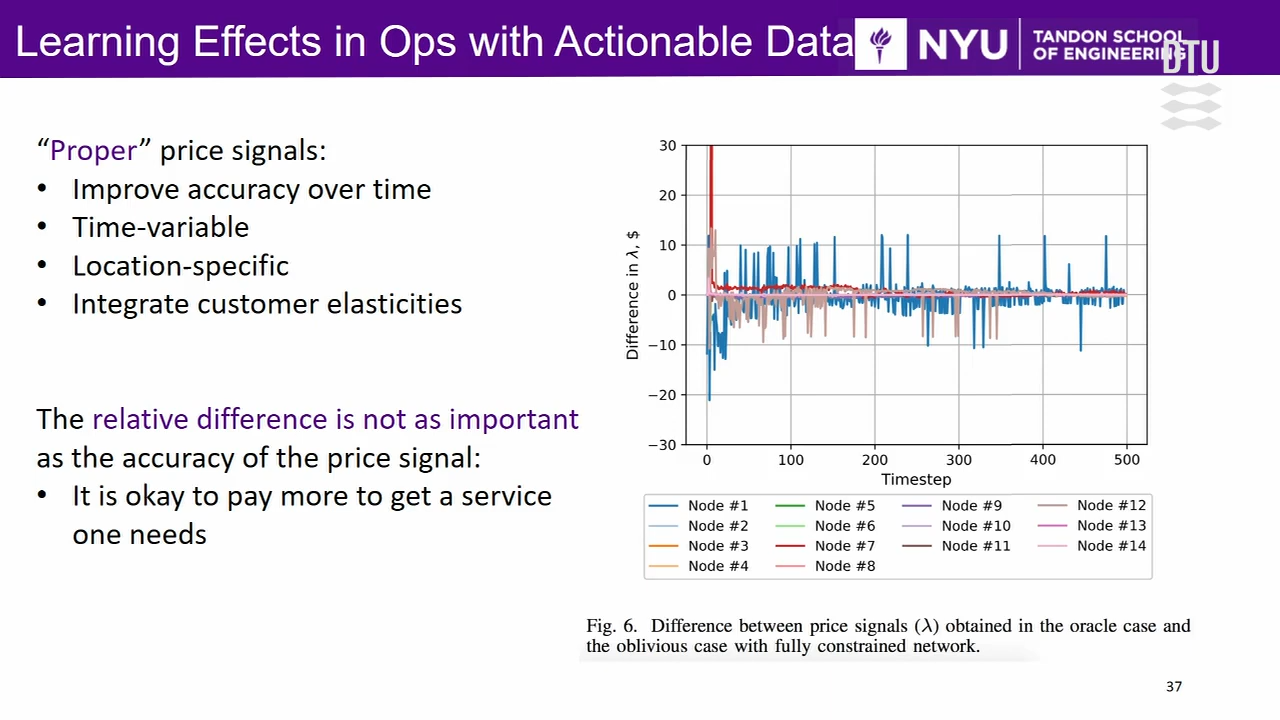 Learning Effects in Ops with Actionable Data
NYU
TANDON SCHOOL
OF ENGINEERING
DTU
“Proper” price signals:
• Improve accuracy over time
• Time-variable
• Location-specific
• Integrate customer elasticities
The relative difference is not as important
as the accuracy of the price signal:
• It is okay to pay more to get a service
one needs
30
20
10
0
−10
−20
−30
Difference in λ, $
0 100 200 300 400 500
Timestep
Node #1 Node #5 Node #9 Node #12
Node #2 Node #6 Node #10 Node #13
Node #3 Node #7 Node #11 Node #14
Node #4 Node #8
Fig. 6. Difference between price signals (λ) obtained in the oracle case and
the oblivious case with fully constrained network.
37